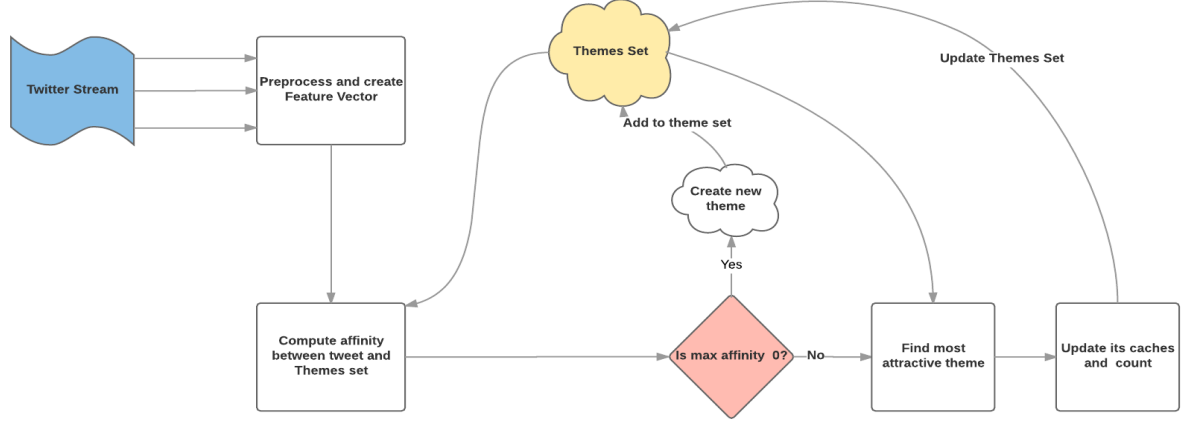 Twitter Stream
Preprocess and create
Feature Vector
Themes Set
Update Themes Set
Add to theme set
Create new
theme
Yes
Compute affinity
between tweet and
Themes set
Is max affinity  0?
No
Find most
attractive theme
Update its caches
and  count